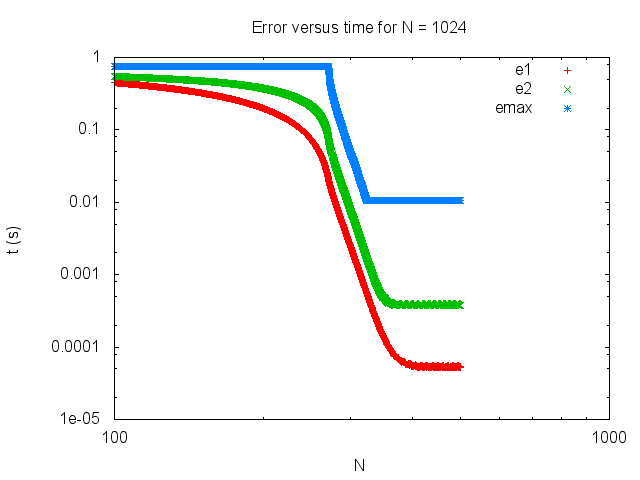 Error versus time for N = 1024
1
0.1
0.01
0.001
0.0001
1e-05
100
1000
t (s)
N
e1
e2
emax